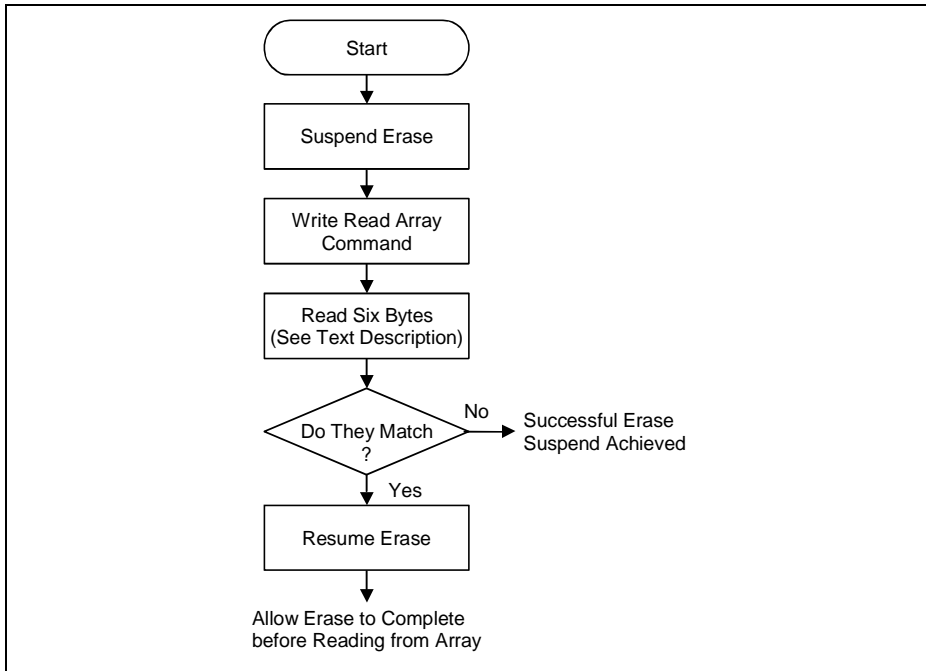 Start
Suspend Erase
Write Read Array
Command
Read Six Bytes
(See Text Description)
Do They Match
?
No
Successful Erase
Suspend Achieved
Yes
Resume Erase
Allow Erase to Complete
before Reading from Array